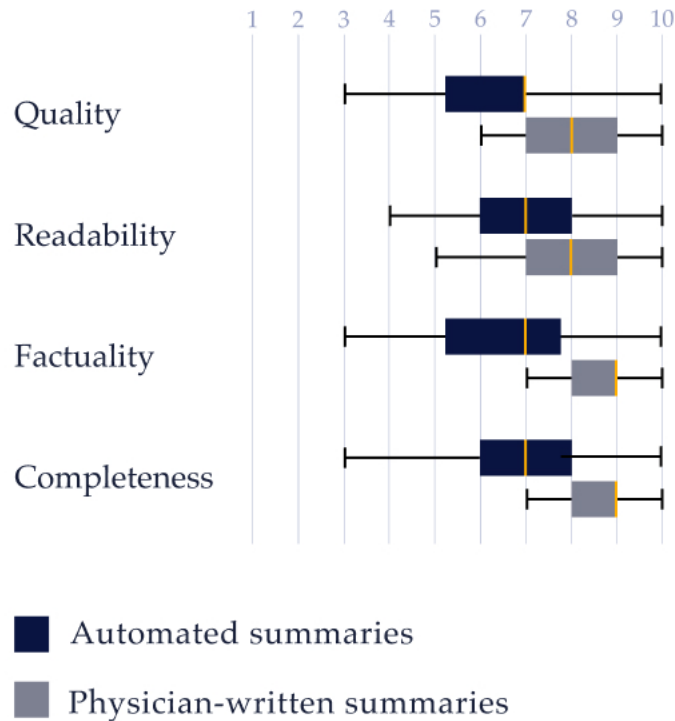 1 2 3 4 5 6 7 8 9 10
Quality
Readability
Factuality
Completeness
Automated summaries
Physician-written summaries